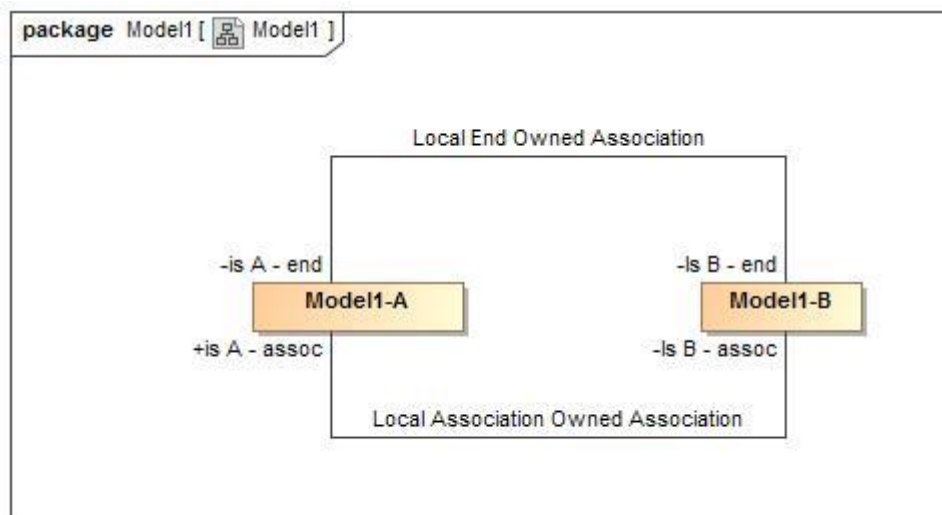 package Model1 [ Model1 ]
Local End Owned Association
-is A - end
-Is B - end
Model1-A
Model1-B
+is A - assoc
-Is B - assoc
Local Association Owned Association